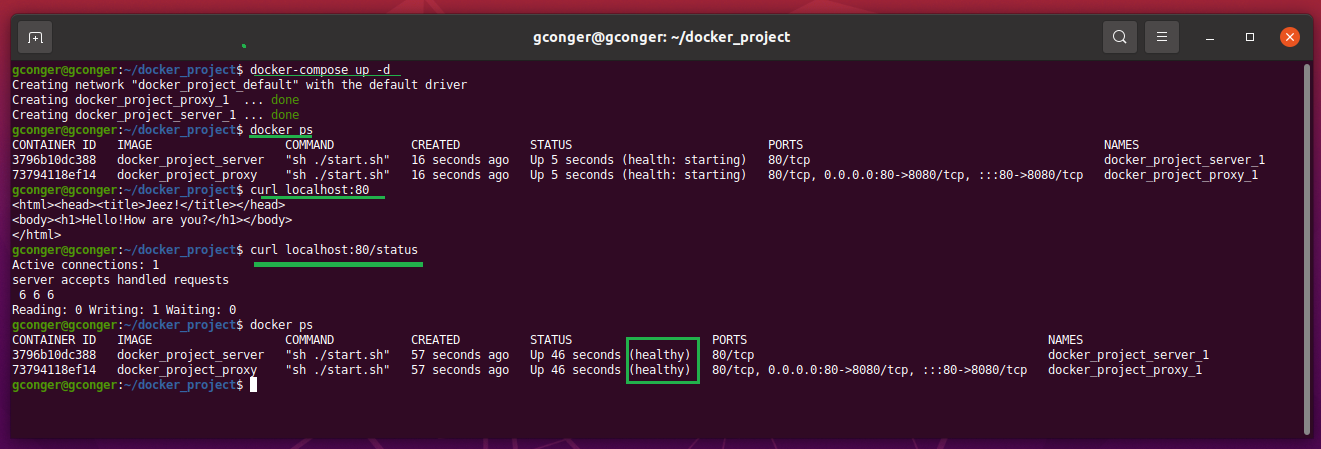 gconger@gconger: ~/docker_project
gconger@gconger:~/docker_project$ docker-compose up -d
Creating network "docker_project_default" with the default driver
Creating docker_project_proxy_1  ... done
Creating docker_project_server_1 ... done
gconger@gconger:~/docker_project$ docker ps
CONTAINER ID   IMAGE                   COMMAND           CREATED          STATUS                            PORTS                                           NAMES
3796b10dc388   docker_project_server   "sh ./start.sh"   16 seconds ago   Up 5 seconds (health: starting)   80/tcp                                          docker_project_server_1
73794118ef14   docker_project_proxy    "sh ./start.sh"   16 seconds ago   Up 5 seconds (health: starting)   80/tcp, 0.0.0.0:80->8080/tcp, :::80->8080/tcp   docker_project_proxy_1
gconger@gconger:~/docker_project$ curl localhost:80
<html><head><title>Jeez!</title></head>
<body><h1>Hello!How are you?</h1></body>
</html>
gconger@gconger:~/docker_project$ curl localhost:80/status
Active connections: 1
server accepts handled requests
 6 6 6
Reading: 0 Writing: 1 Waiting: 0
gconger@gconger:~/docker_project$ docker ps
CONTAINER ID   IMAGE                   COMMAND           CREATED          STATUS                    PORTS                                           NAMES
3796b10dc388   docker_project_server   "sh ./start.sh"   57 seconds ago   Up 46 seconds (healthy)   80/tcp                                          docker_project_server_1
73794118ef14   docker_project_proxy    "sh ./start.sh"   57 seconds ago   Up 46 seconds (healthy)   80/tcp, 0.0.0.0:80->8080/tcp, :::80->8080/tcp   docker_project_proxy_1
gconger@gconger:~/docker_project$